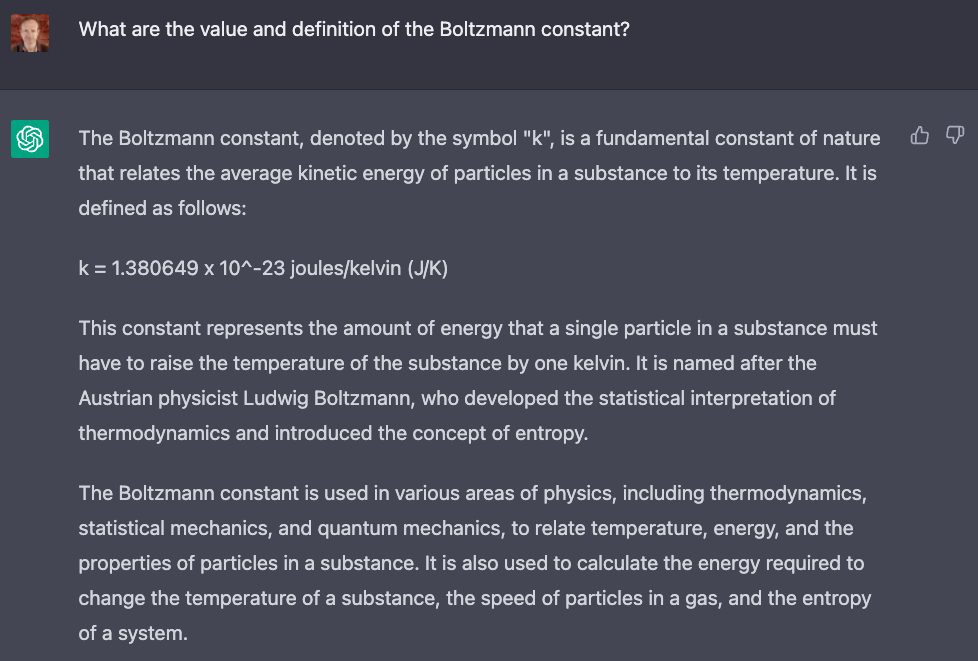 What are the value and definition of the Boltzmann constant?
The Boltzmann constant, denoted by the symbol "k", is a fundamental constant of nature
that relates the average kinetic energy of particles in a substance to its temperature. It is
defined as follows:
k = 1.380649 x 10^-23 joules/kelvin (J/K)
This constant represents the amount of energy that a single particle in a substance must
have to raise the temperature of the substance by one kelvin. It is named after the
Austrian physicist Ludwig Boltzmann, who developed the statistical interpretation of
thermodynamics and introduced the concept of entropy.
The Boltzmann constant is used in various areas of physics, including thermodynamics,
statistical mechanics, and quantum mechanics, to relate temperature, energy, and the
properties of particles in a substance. It is also used to calculate the energy required to
change the temperature of a substance, the speed of particles in a gas, and the entropy
of a system.